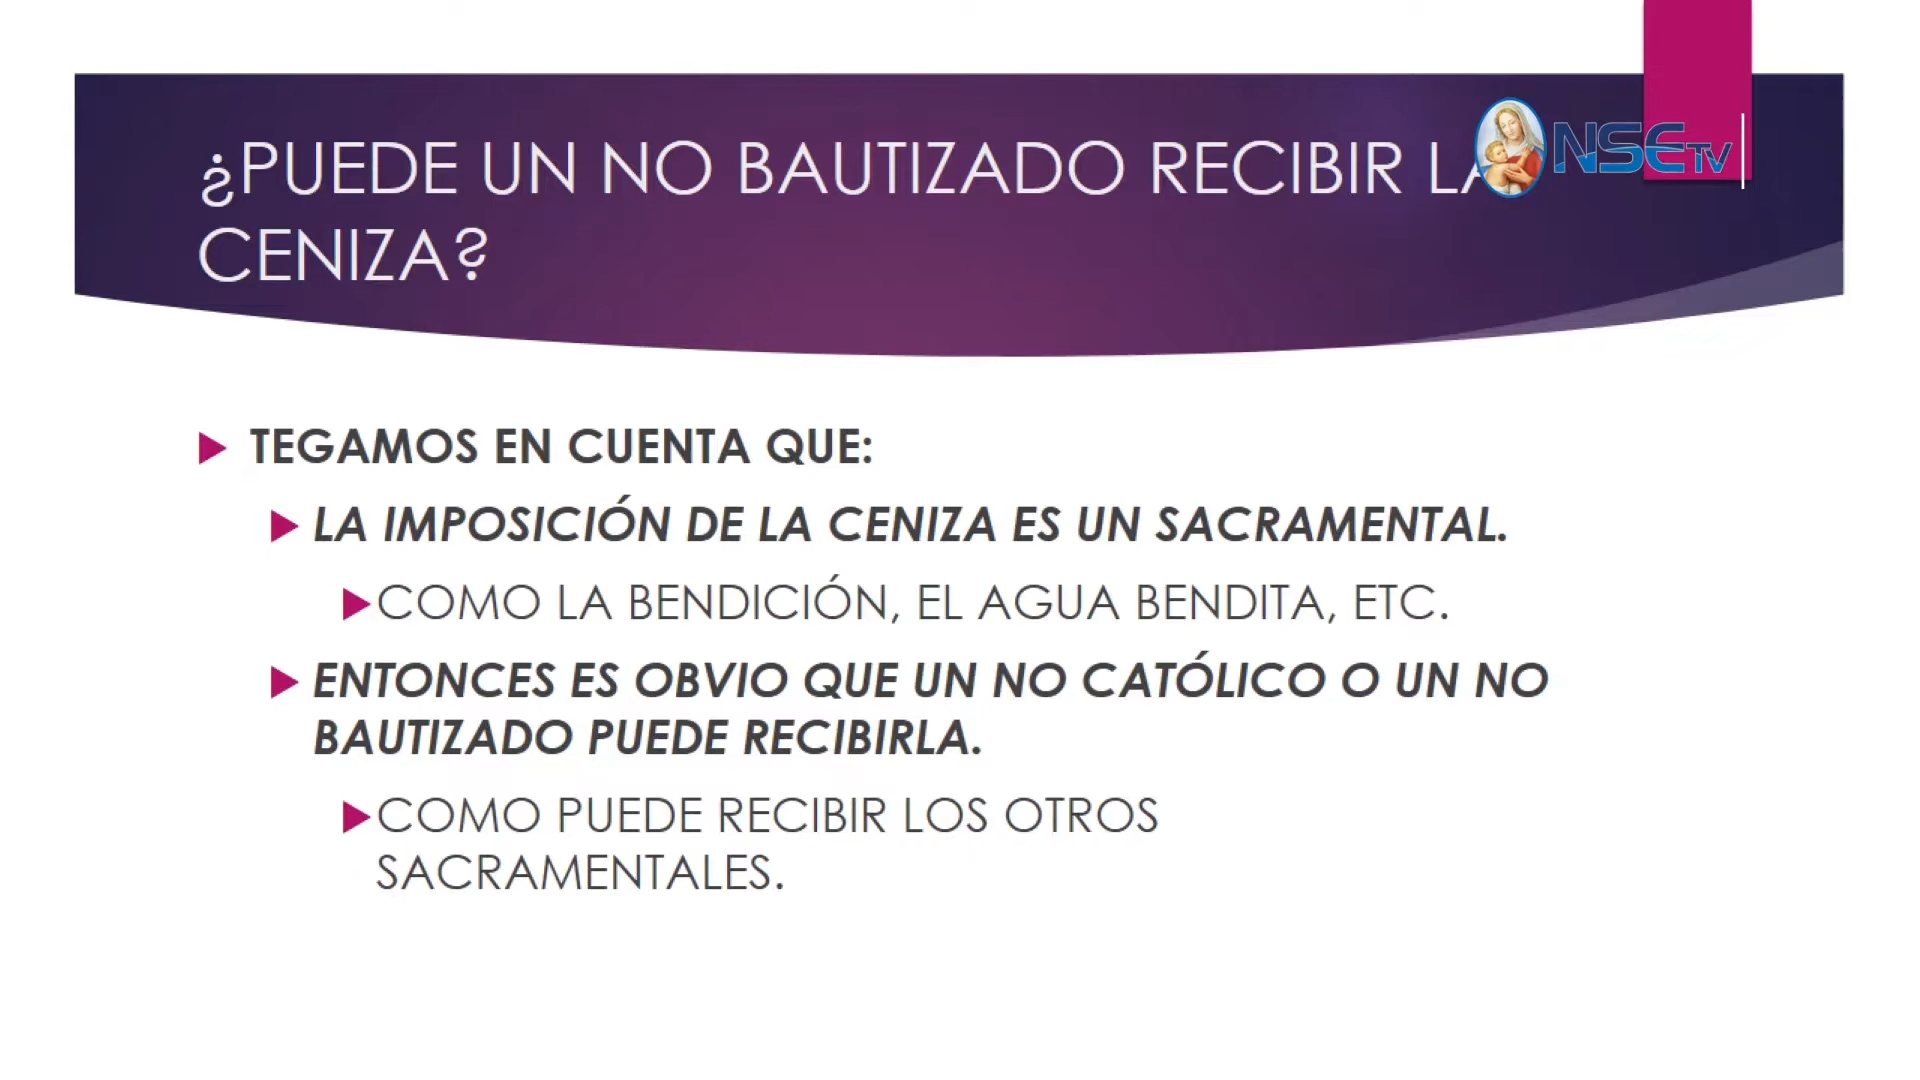 ¿PUEDE UN NO BAUTIZADO RECIBIR LA
CENIZA?
NSE TV
TEGAMOS EN CUENTA QUE:
LA IMPOSICIÓN DE LA CENIZA ES UN SACRAMENTAL.
COMO LA BENDICIÓN, EL AGUA BENDITA, ETC.
ENTONCES ES OBVIO QUE UN NO CATÓLICO O UN NO
BAUTIZADO PUEDE RECIBIRLA.
COMO PUEDE RECIBIR LOS OTROS
SACRAMENTALES.